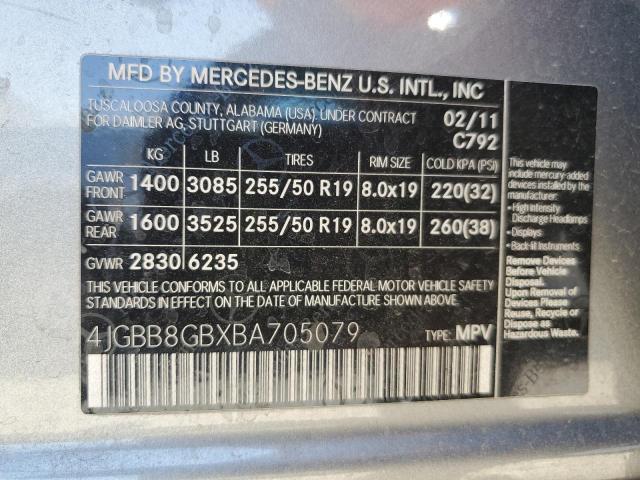 MFD BY MERCEDES-BENZ U.S. INTL., INC
TUSCALOOSA COUNTY, ALABAMA (USA), UNDER CONTRACT
FOR DAIMLER AG, STUTTGART (GERMANY)
02/11
C792
KG LB TIRES RIM SIZE COLD KPA (PSI)
GAWR FRONT 1400 3085 255/50 R19 8.0x19 220(32)
GAWR REAR 1600 3525 255/50 R19 8.0x19 260(38)
GVWR 2830 6235
THIS VEHICLE CONFORMS TO ALL APPLICABLE FEDERAL MOTOR VEHICLE SAFETY
STANDARDS IN EFFECT ON THE DATE OF MANUFACTURE SHOWN ABOVE.
4JGBB8GBXBA705079
TYPE: MPV
This vehicle may
include mercury-added
devices installed by the
manufacturer:
- High Intensity
Discharge Headlamps
- Displays
- Back-lit Instruments
Remove Devices
Before Vehicle
Disposal.
Upon Removal of
Devices Please
Reuse, Recycle or
Dispose as
Hazardous Waste.